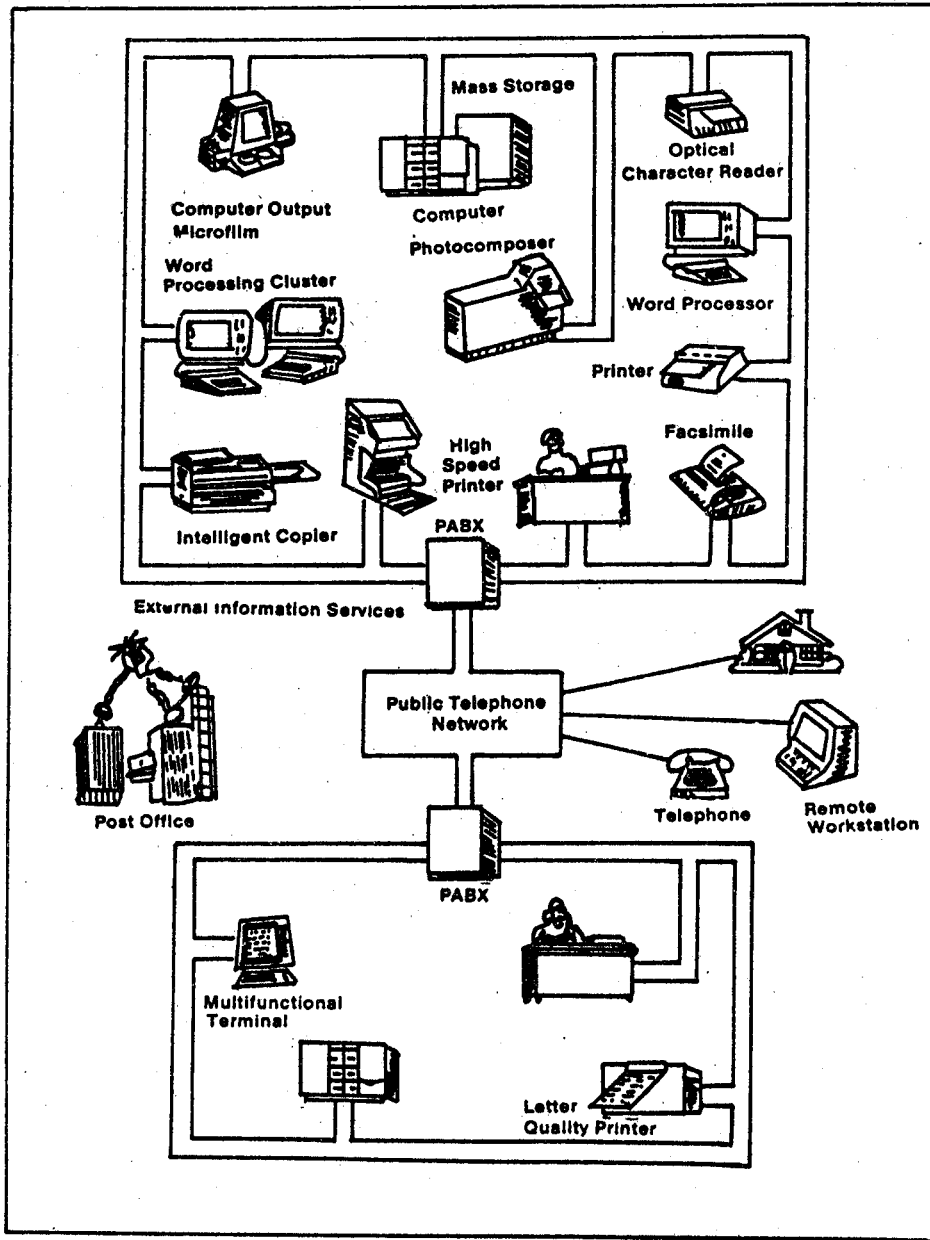 Mass Storage
Optical
Character Reader
Computer Output
Microfilm
Computer
Photocomposer
Word
Processing Cluster
Word Processor
Printer
Facsimile
High
Speed
Printer
Intelligent Copier
PABX
External Information Services
Public Telephone
Network
Post Office
Telephone
Remote
Workstation
PABX
Multifunctional
Terminal
Letter
Quality Printer